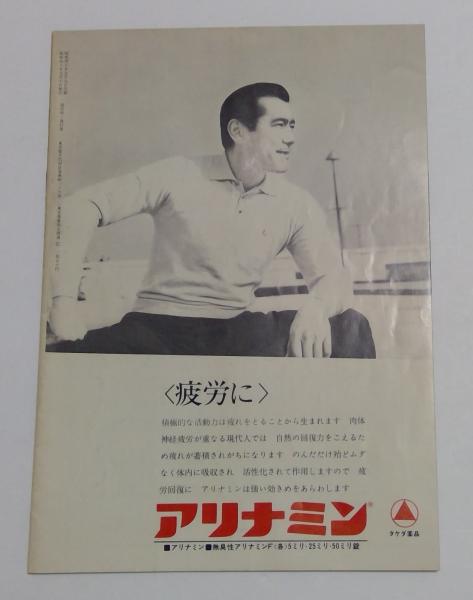 〈疲労に〉
積極的な活動力は疲れをとることから生まれます　肉体
神経疲労が重なる現代人では　自然の回復力をこえるた
め疲れが蓄積されがちになります　のんだだけ殆どムダ
なく体内に吸収され　活性化されて作用しますので　疲
労回復に　アリナミンは強い効きめをあらわします
アリナミン®
タケダ薬品
■アリナミン■無臭性アリナミンF〈各〉5ミリ・25ミリ・50ミリ錠